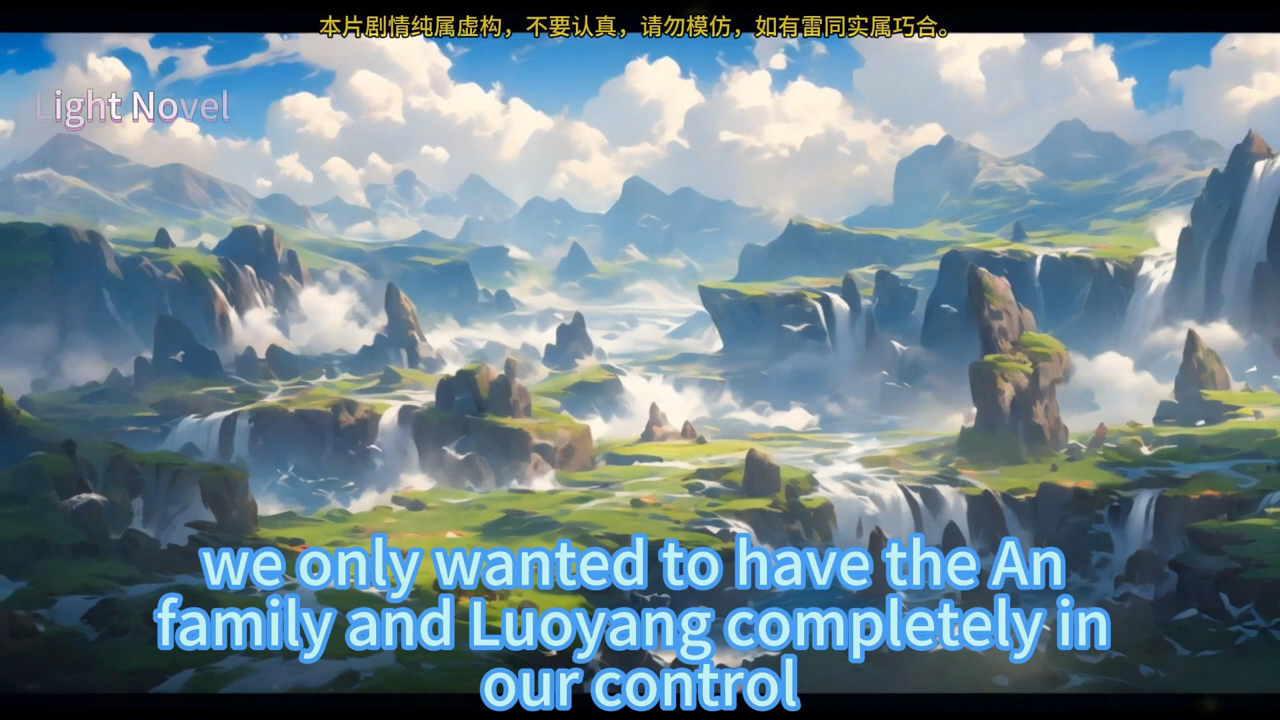 本片剧情纯属虚构，不要认真，请勿模仿，如有雷同实属巧合。
Light Novel
we only wanted to have the An
family and Luoyang completely in
our control